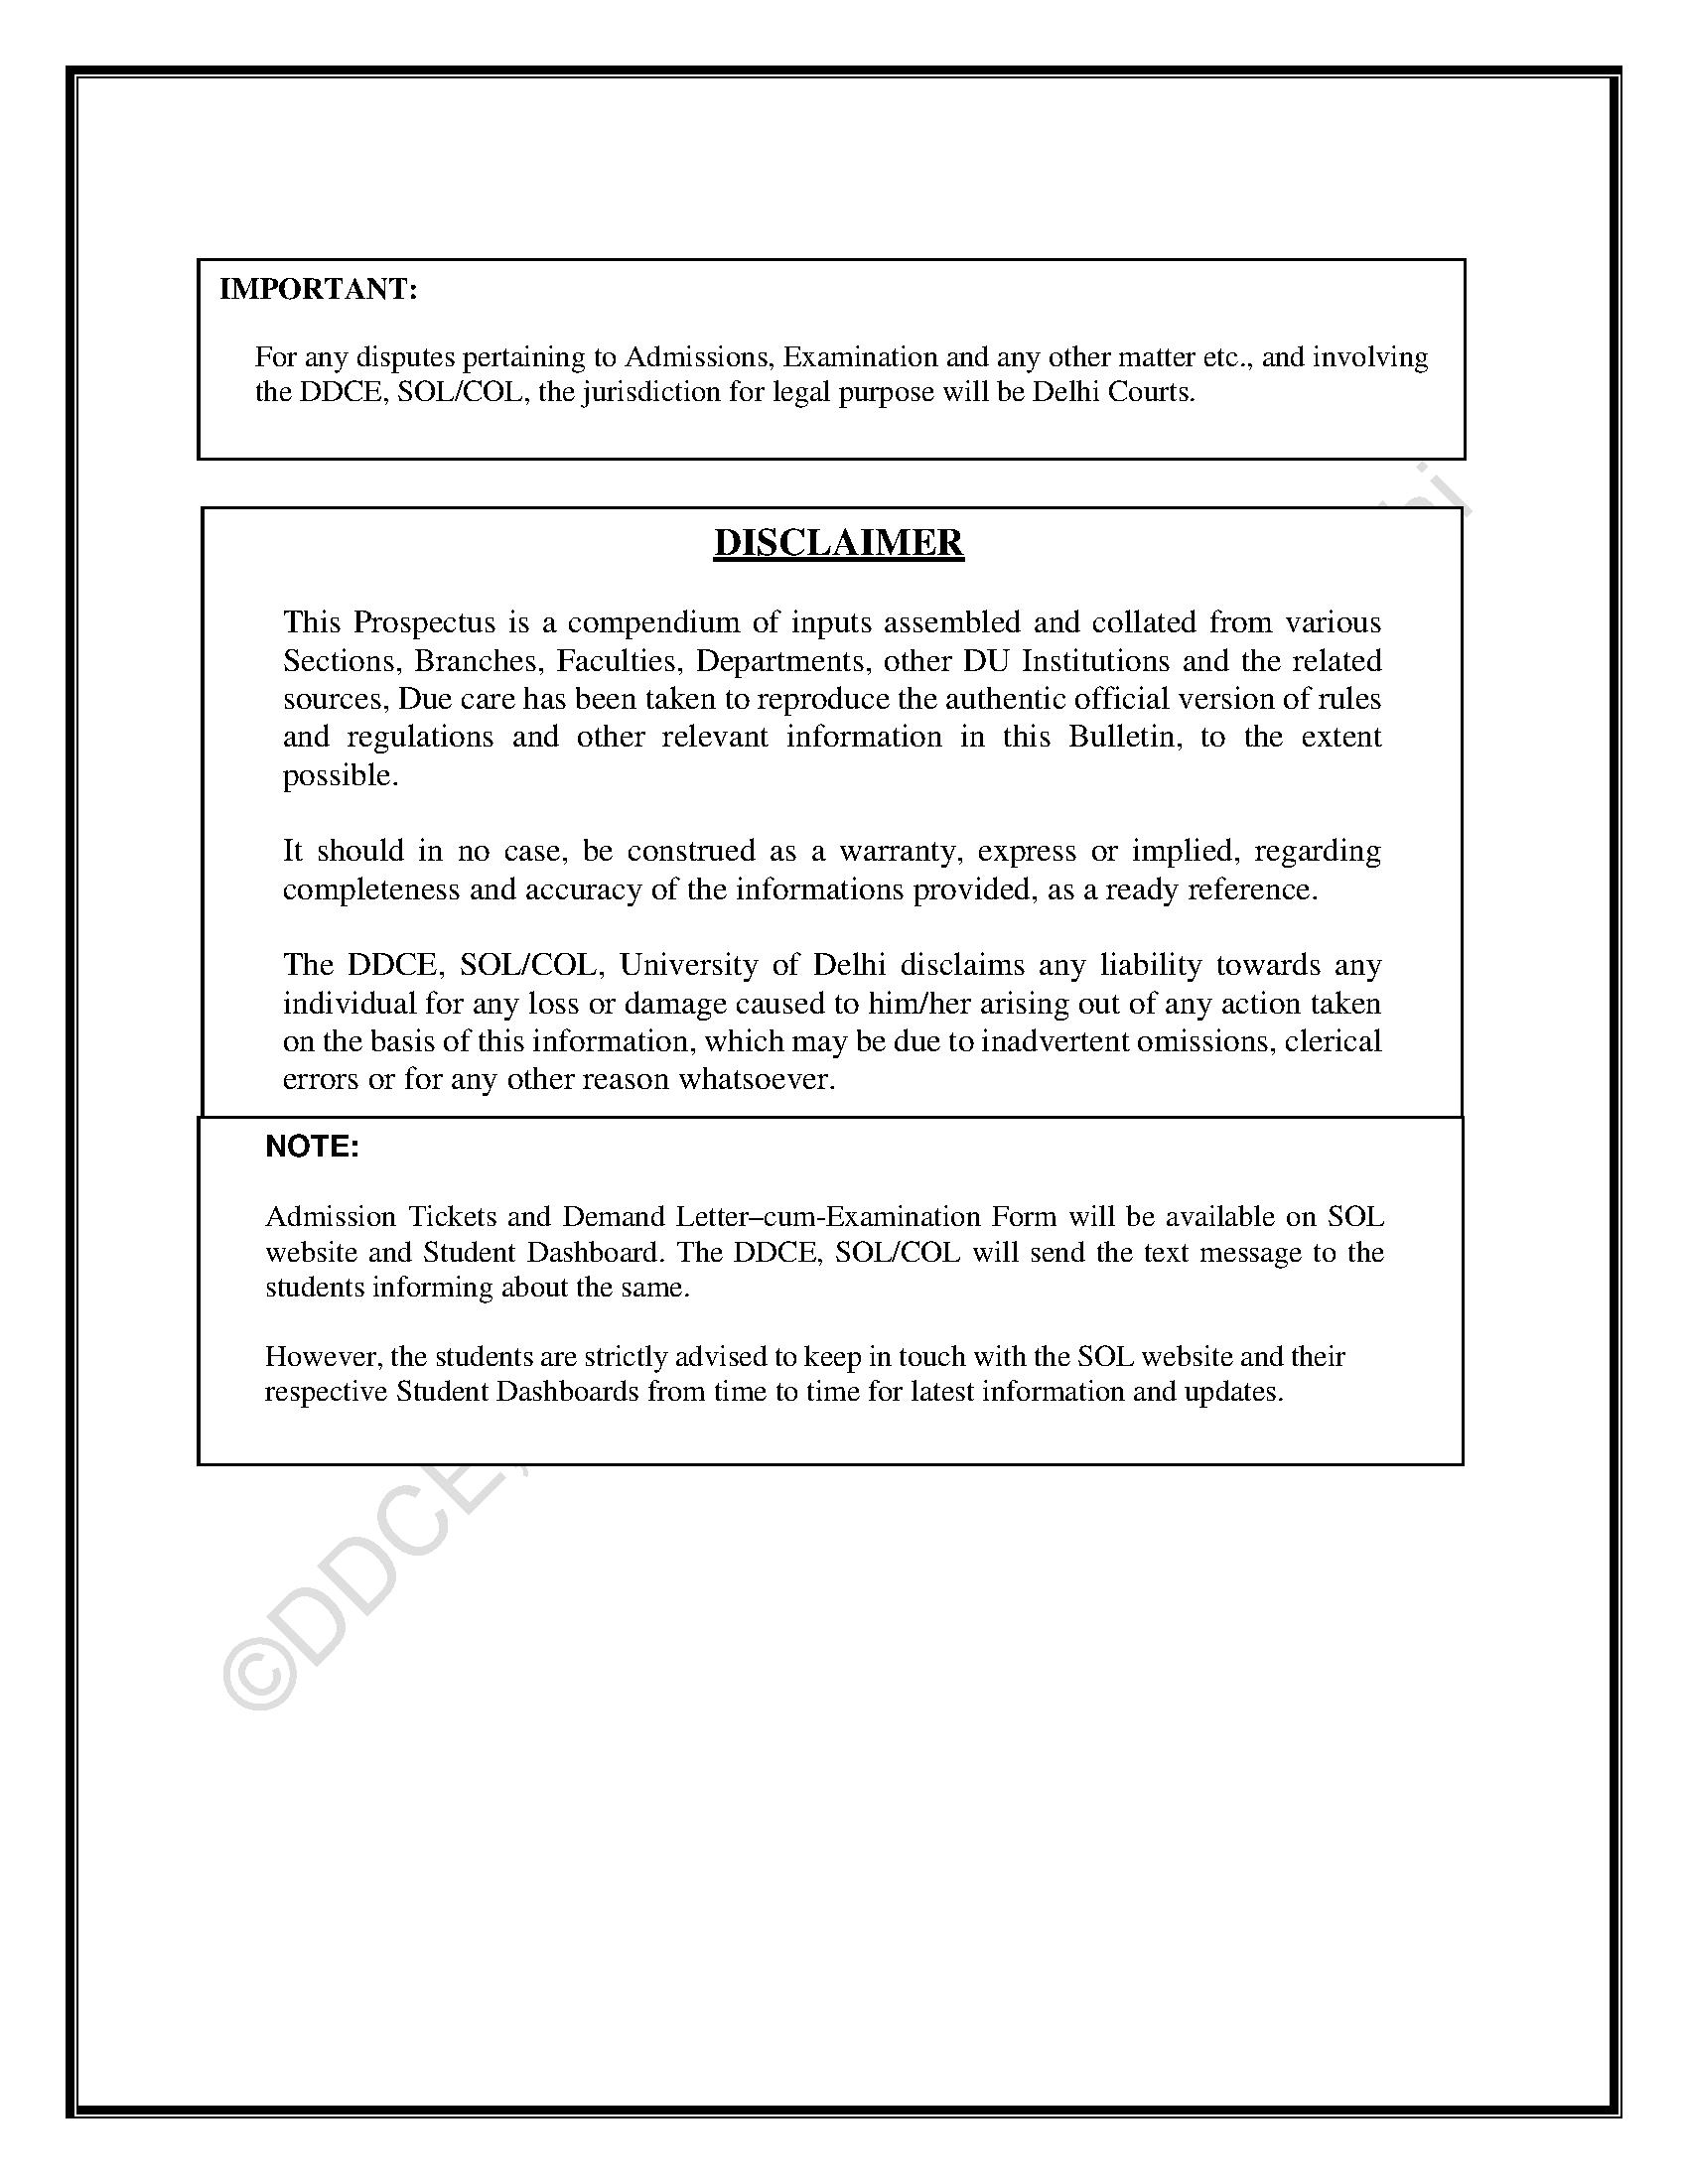 IMPORTANT:
For any disputes pertaining to Admissions, Examination and any other matter etc., and involving
the DDCE, SOL/COL, the jurisdiction for legal purpose will be Delhi Courts.
hi
DISCLAIMER
This Prospectus is a compendium of inputs assembled and collated from various
Sections, Branches, Faculties, Departments, other DU Institutions and the related
sources, Due care has been taken to reproduce the authentic official version of rules
and regulations and other relevant information in this Bulletin, to the extent
possible.
It should in no case, be construed as a warranty, express or implied, regarding
completeness and accuracy of the informations provided, as a ready reference.
The DDCE, SOL/COL, University of Delhi disclaims any liability towards any
individual for any loss or damage caused to him/her arising out of any action taken
on the basis of this information, which may be due to inadvertent omissions, clerical
errors or for any other reason whatsoever.
NOTE:
Admission Tickets and Demand Letter–cum-Examination Form will be available on SOL
website and Student Dashboard. The DDCE, SOL/COL will send the text message to the
students informing about the same.
However, the students are strictly advised to keep in touch with the SOL website and their
respective Student Dashboards from time to time for latest information and updates.
©DDCE,